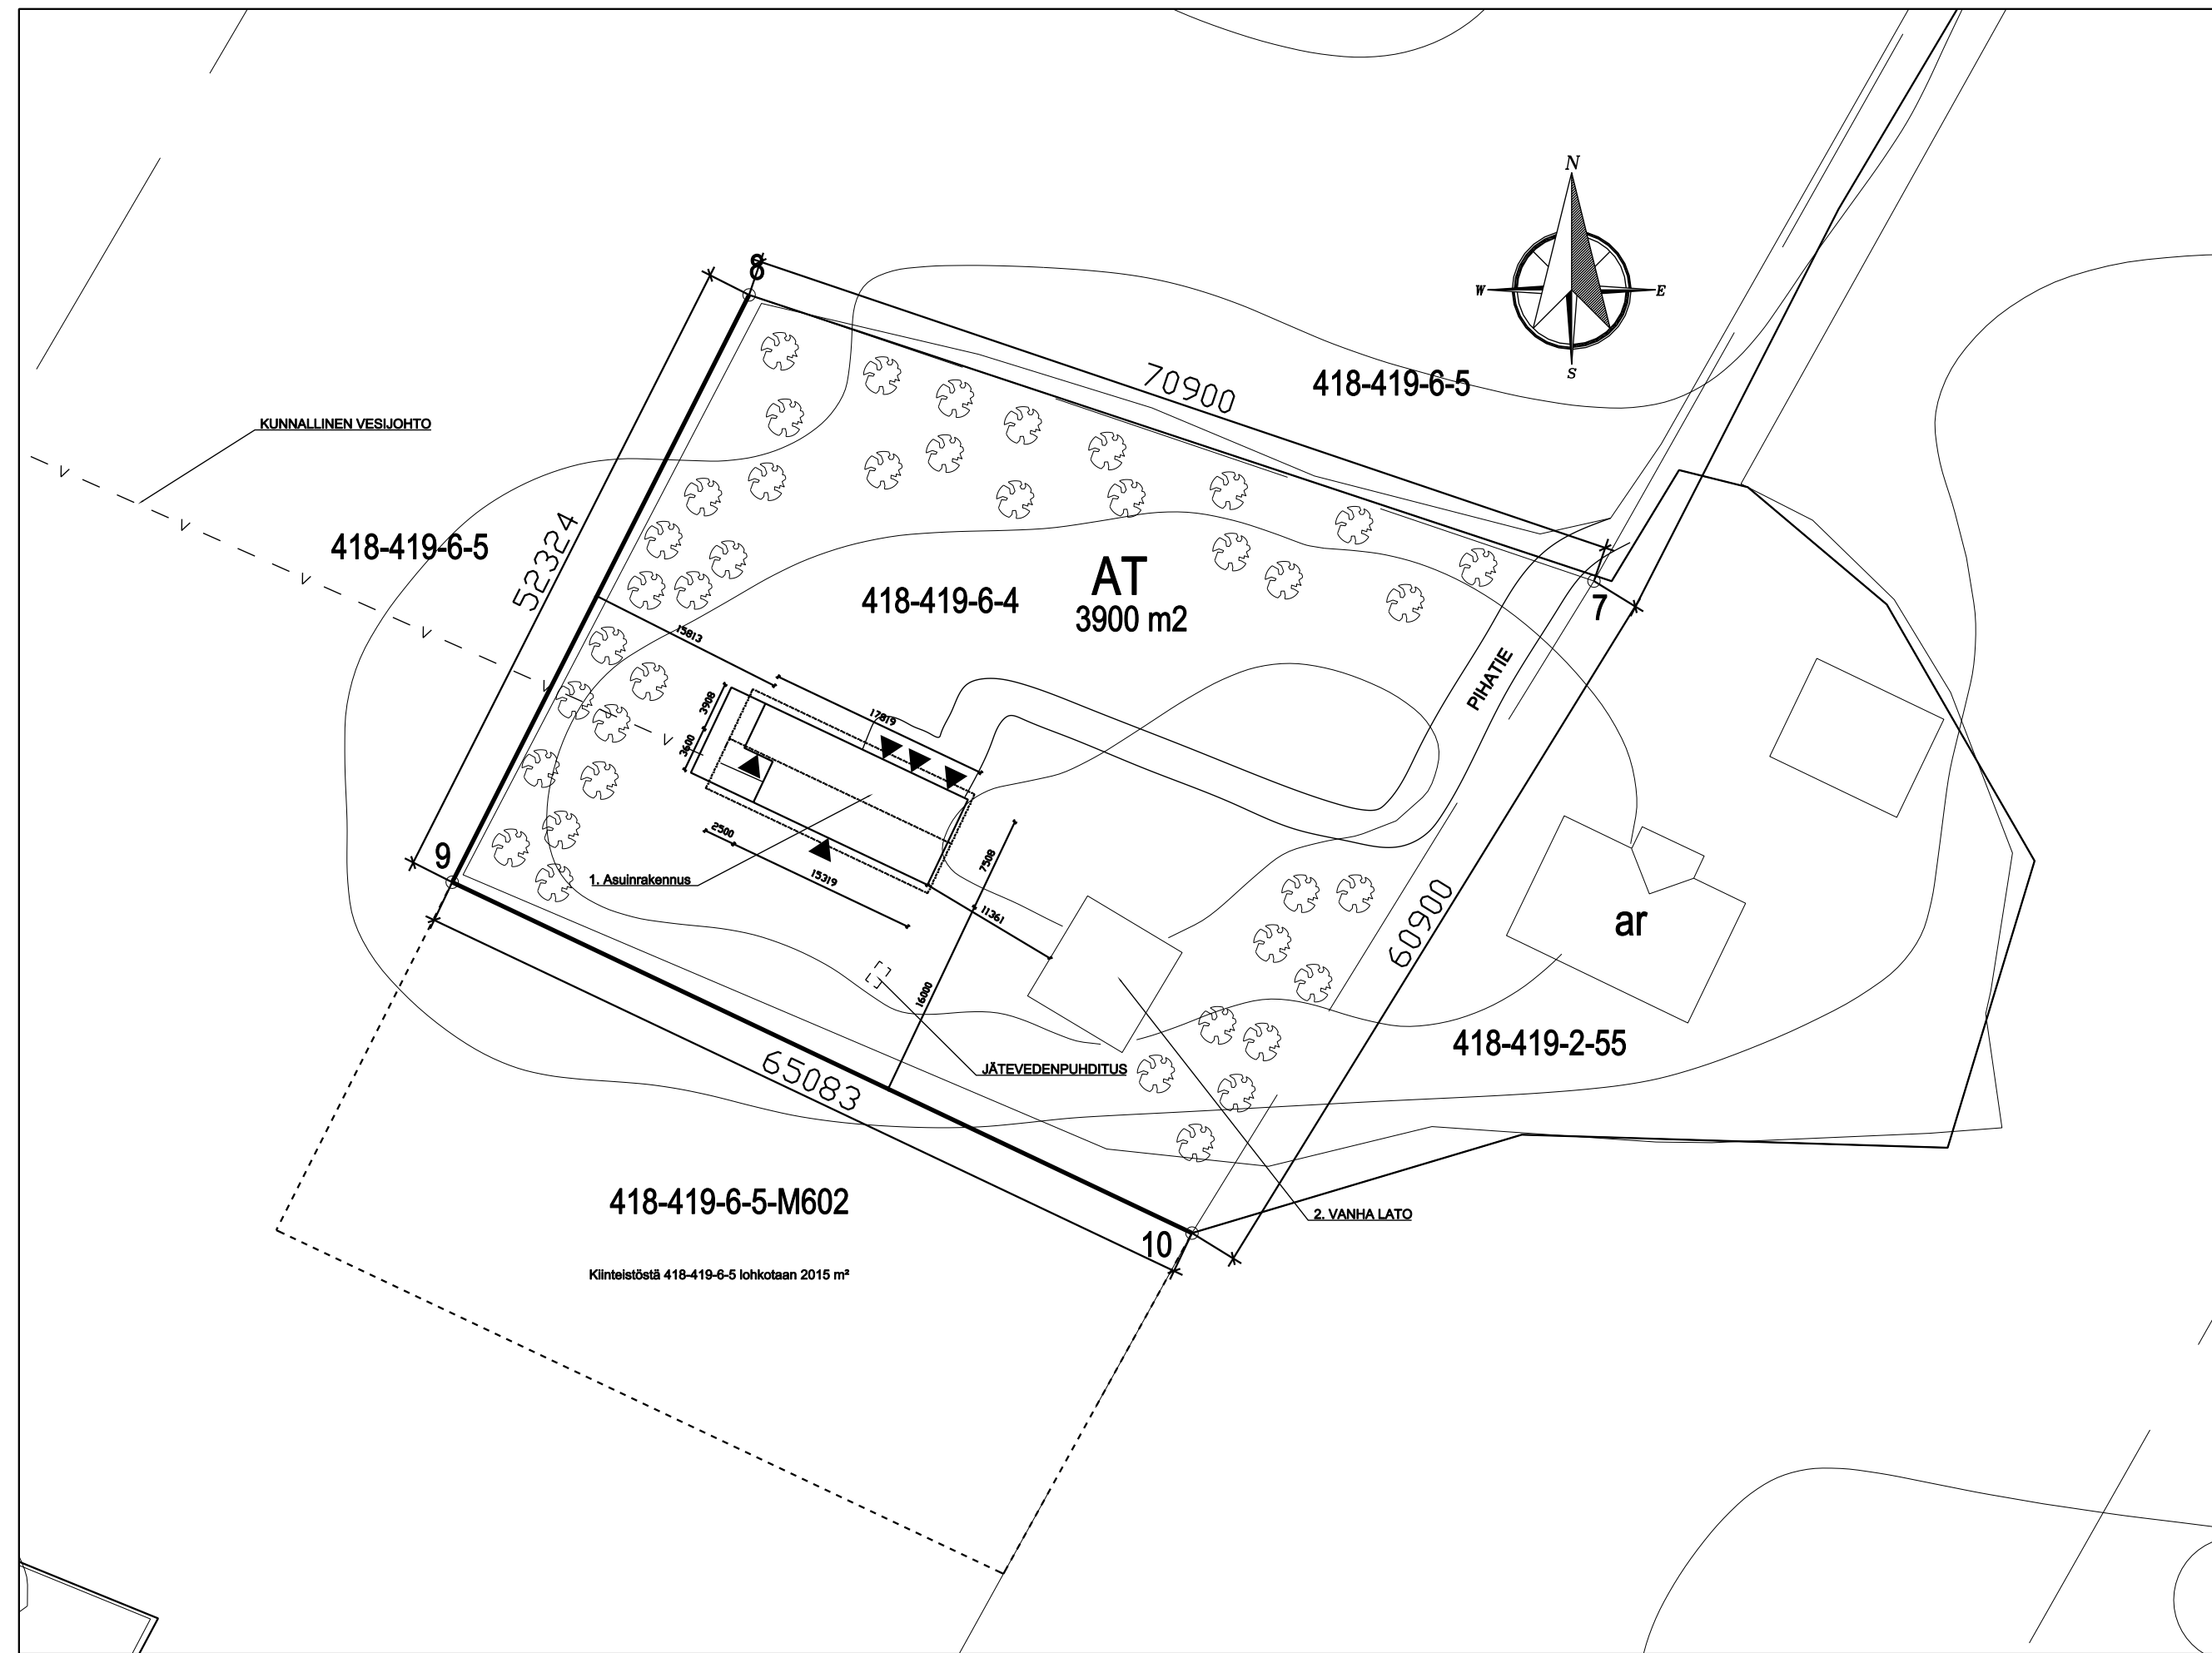 N
W
E
S
8
70900
418-419-6-5
KUNNALLINEN VESIJOHTO
V
V
V
V
V
V
418-419-6-5
52324
AT
418-419-6-4
3900 m2
7
PIHATIE
15813
3908
3600
17819
2500
15319
7508
11361
16000
9
1. Asuinrakennus
60900
ar
418-419-2-55
JÄTEVEDENPUHDITUS
65083
418-419-6-5-M602
2. VANHA LATO
10
Kiinteistöstä 418-419-6-5 lohkotaan 2015 m²